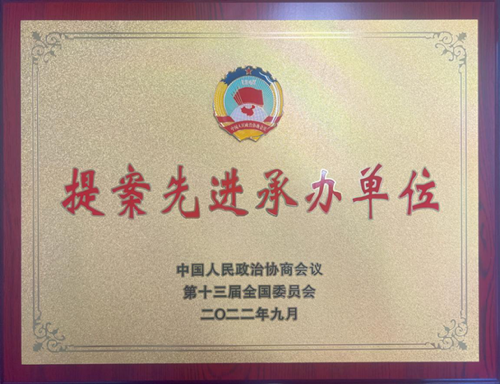 提案先进承办单位
中国人民政治协商会议
第十三届全国委员会
二〇二二年九月